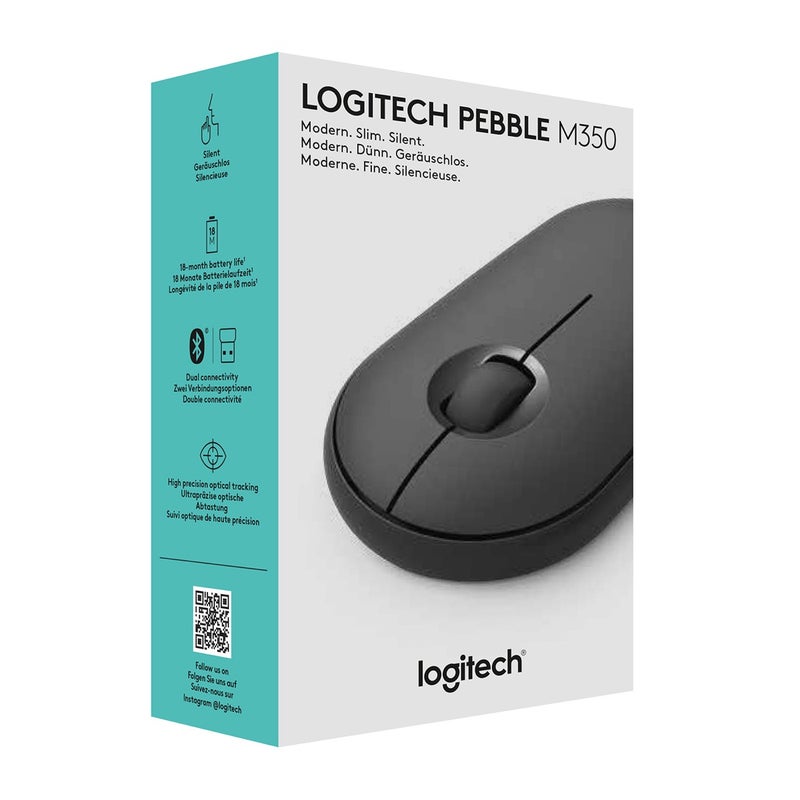 LOGITECH PEBBLE M350
Modern. Slim. Silent.
Modern. Dünn. Geräuschlos.
Moderne. Fine. Silencieuse.
logitech®
Silent
Geräuschlos
Silencieuse
18
M
18-month battery life¹
18 Monate Batterielaufzeit¹
Longévité de la pile de 18 mois¹
Dual connectivity
Zwei Verbindungsoptionen
Double connectivité
High precision optical tracking
Ultrapräzise optische
Abtastung
Suivi optique de haute précision
Follow us on
Folgen Sie uns auf
Suivez-nous sur
Instagram @logitech